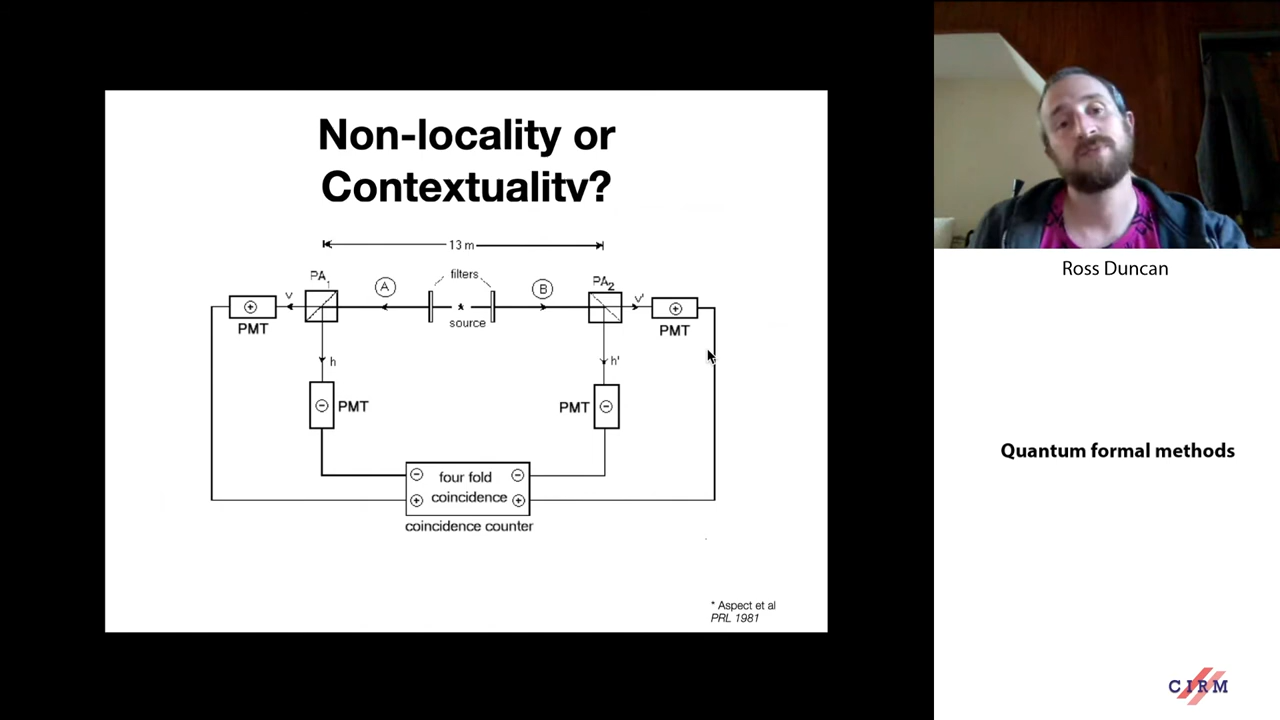 Non-locality or
Contextuality?
13 m
PA1
A
filters
B
PA2
v
v'
source
PMT
PMT
h
h'
PMT
PMT
four fold
coincidence
coincidence counter
* Aspect et al
PRL 1981
Ross Duncan
Quantum formal methods
CIRM